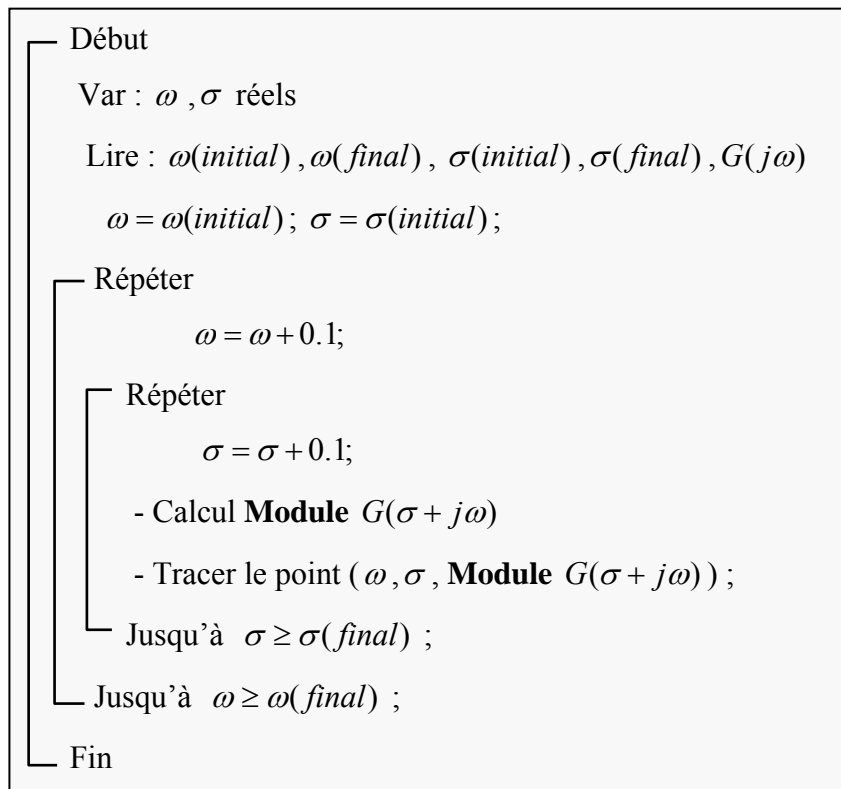 Début
Var : ω , σ réels
Lire : ω(initial) , ω(final) , σ(initial) , σ(final) , G(jω)
ω = ω(initial) ; σ = σ(initial) ;
Répéter
ω = ω + 0.1;
Répéter
σ = σ + 0.1;
- Calcul Module G(σ + jω)
- Tracer le point ( ω , σ , Module G(σ + jω) ) ;
Jusqu'à σ ≥ σ(final) ;
Jusqu'à ω ≥ ω(final) ;
Fin